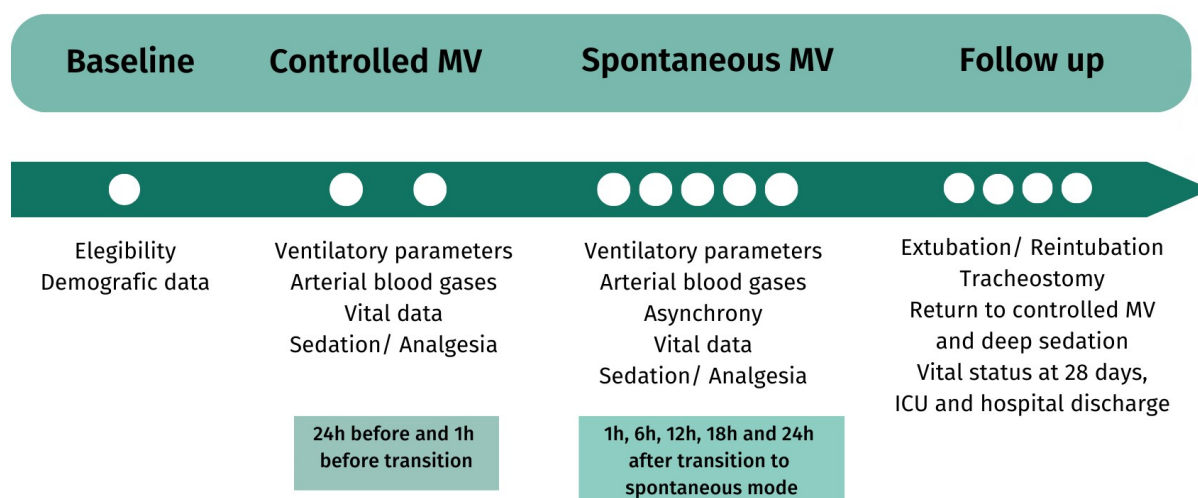 Baseline
Controlled MV
Spontaneous MV
Follow up
Elegibility
Demografic data
Ventilatory parameters
Arterial blood gases
Vital data
Sedation/ Analgesia
24h before and 1h
before transition
Ventilatory parameters
Arterial blood gases
Asynchrony
Vital data
Sedation/ Analgesia
1h, 6h, 12h, 18h and 24h
after transition to
spontaneous mode
Extubation/ Reintubation
Tracheostomy
Return to controlled MV
and deep sedation
Vital status at 28 days,
ICU and hospital discharge